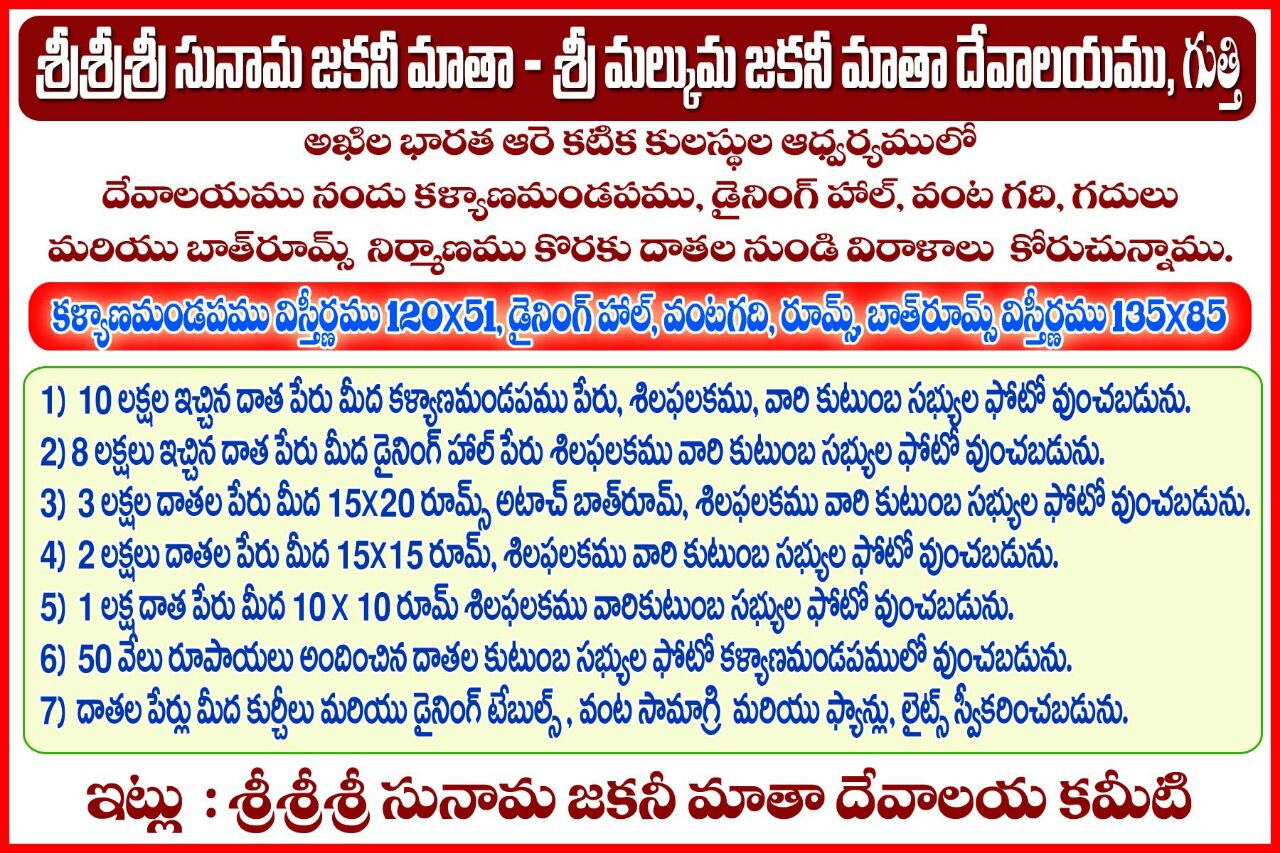 శ్రీశ్రీశ్రీ సునామ జకనీ మాతా - శ్రీ మల్కుమ జకనీ మాతా దేవాలయము, గుత్తి
అఖిల భారత ఆరె కటిక కులస్థుల ఆధ్వర్యములో
దేవాలయము నందు కళ్యాణమండపము, డైనింగ్ హాల్, వంట గది, గదులు
మరియు బాత్‌రూమ్స్ నిర్మాణము కొరకు దాతల నుండి విరాళాలు కోరుచున్నాము.
కళ్యాణమండపము విస్తీర్ణము 120X51, డైనింగ్ హాల్, వంటగది, రూమ్స్, బాత్‌రూమ్స్ విస్తీర్ణము 135X85
1) 10 లక్షల ఇచ్చిన దాత పేరు మీద కళ్యాణమండపము పేరు, శిలఫలకము, వారి కుటుంబ సభ్యుల ఫోటో వుంచబడును.
2) 8 లక్షలు ఇచ్చిన దాత పేరు మీద డైనింగ్ హాల్ పేరు శిలఫలకము వారి కుటుంబ సభ్యుల ఫోటో వుంచబడును.
3) 3 లక్షల దాతల పేరు మీద 15X20 రూమ్స్ అటాచ్ బాత్‌రూమ్, శిలఫలకము వారి కుటుంబ సభ్యుల ఫోటో వుంచబడును.
4) 2 లక్షలు దాతల పేరు మీద 15X15 రూమ్, శిలఫలకము వారి కుటుంబ సభ్యుల ఫోటో వుంచబడును.
5) 1 లక్ష దాత పేరు మీద 10 X 10 రూమ్ శిలఫలకము వారికుటుంబ సభ్యుల ఫోటో వుంచబడును.
6) 50 వేలు రూపాయలు అందించిన దాతల కుటుంబ సభ్యుల ఫోటో కళ్యాణమండపములో వుంచబడును.
7) దాతల పేర్లు మీద కుర్చీలు మరియు డైనింగ్ టేబుల్స్, వంట సామాగ్రి మరియు ఫ్యాన్లు, లైట్స్ స్వీకరించబడును.
ఇట్లు : శ్రీశ్రీశ్రీ సునామ జకనీ మాతా దేవాలయ కమీటి